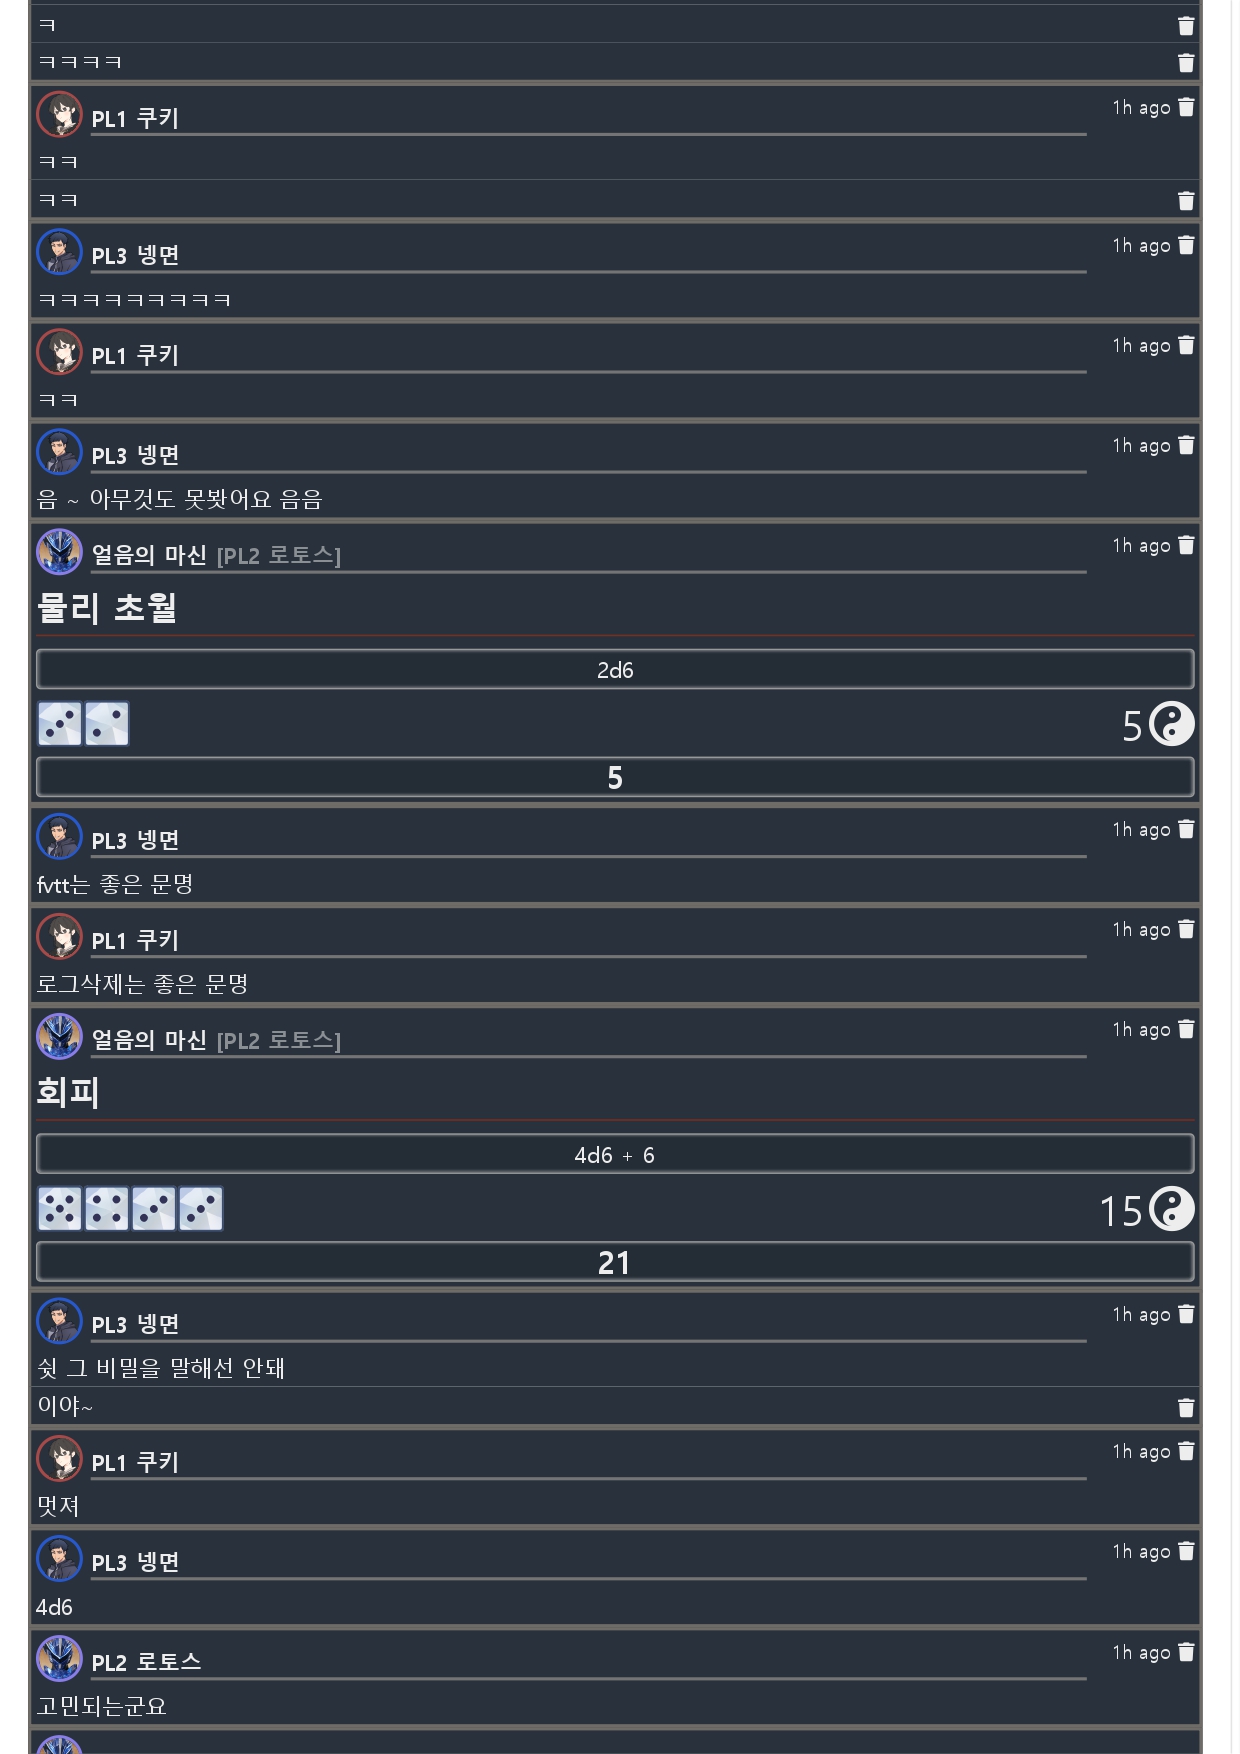 ㅋ
ㅋㅋㅋㅋ
PL1 쿠키
1h ago
ㅋㅋ
ㅋㅋ
PL3 넹면
1h ago
ㅋㅋㅋㅋㅋㅋㅋㅋㅋ
PL1 쿠키
1h ago
ㅋㅋ
PL3 넹면
1h ago
음 ~ 아무것도 못봤어요 음음
얼음의 마신 [PL2 로토스]
1h ago
물리 초월
2d6
5
5
PL3 넹면
1h ago
fvtt는 좋은 문명
PL1 쿠키
1h ago
로그삭제는 좋은 문명
얼음의 마신 [PL2 로토스]
1h ago
회피
4d6 + 6
15
21
PL3 넹면
1h ago
쉿 그 비밀을 말해선 안돼
이야~
PL1 쿠키
1h ago
멋져
PL3 넹면
1h ago
4d6
PL2 로토스
1h ago
고민되는군요